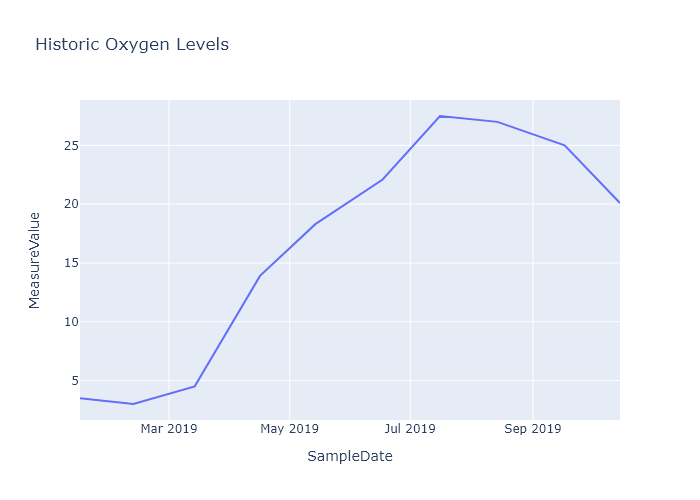 Historic Oxygen Levels
MeasureValue
25
20
15
10
5
Mar 2019
May 2019
Jul 2019
Sep 2019
SampleDate